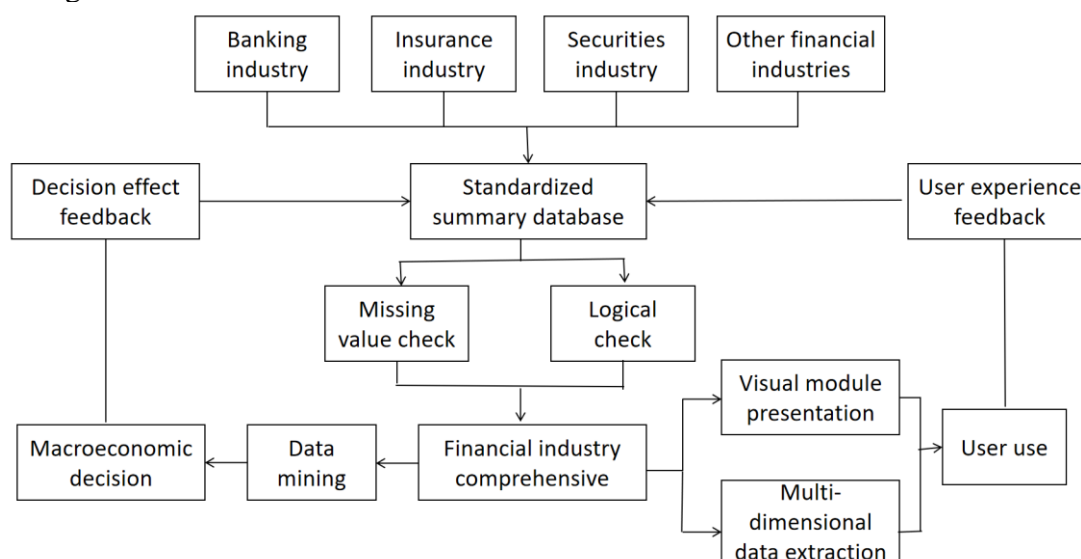 Banking
industry
Insurance
industry
Securities
industry
Other financial
industries
Decision effect
feedback
Standardized
summary database
User experience
feedback
Missing
value check
Logical
check
Visual module
presentation
Macroeconomic
decision
Data
mining
Financial industry
comprehensive
User use
Multi-
dimensional
data extraction